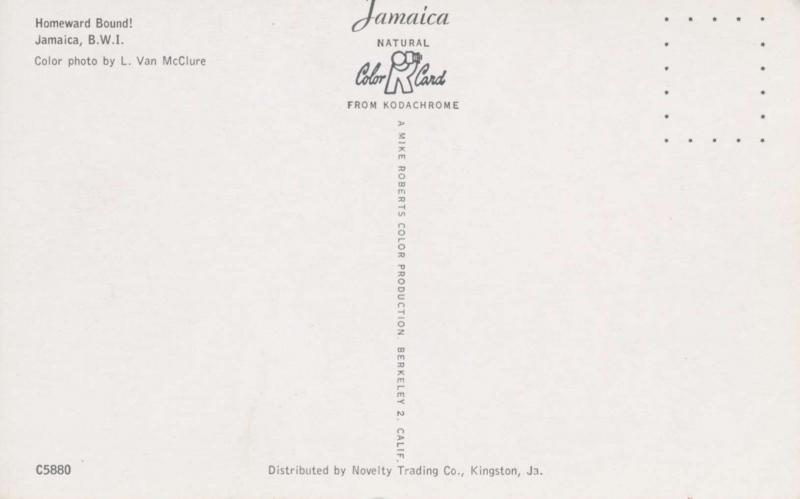 Homeward Bound!
Jamaica, B.W.I.
Color photo by L. Van McClure
Jamaica
NATURAL
Color Card
FROM KODACHROME
A MIKE ROBERTS COLOR PRODUCTION. BERKELEY 2, CALIF.
C5880
Distributed by Novelty Trading Co., Kingston, Ja.